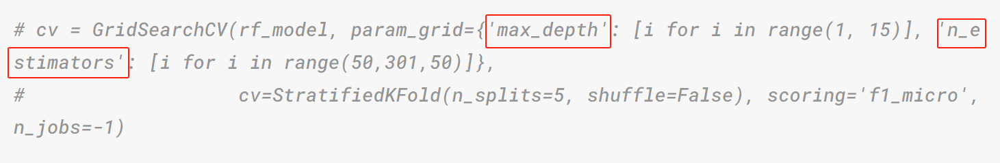 # cv = GridSearchCV(rf_model, param_grid={'max_depth': [i for i in range(1, 15)], 'n_e
stimators': [i for i in range(50,301,50)]},
#                    cv=StratifiedKFold(n_splits=5, shuffle=False), scoring='f1_micro',
n_jobs=-1)